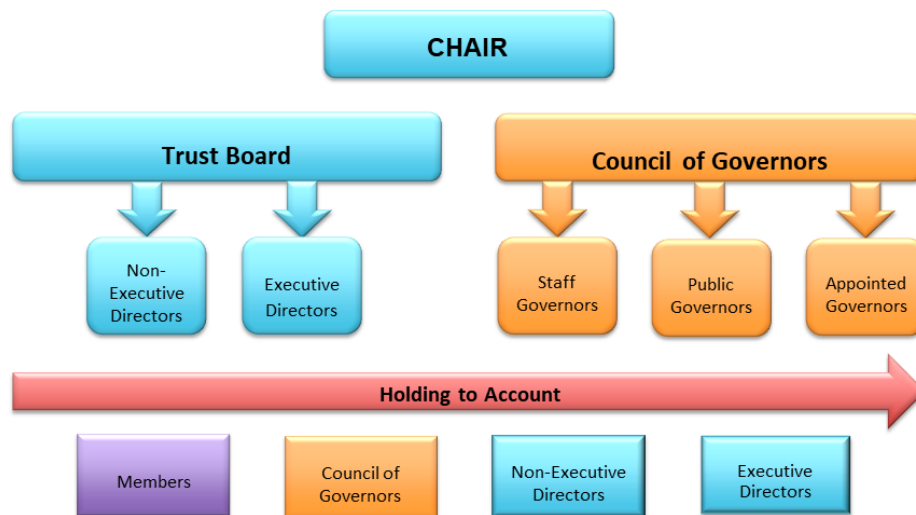 CHAIR
Trust Board
Council of Governors
Non-
Executive
Directors
Executive
Directors
Staff
Governors
Public
Governors
Appointed
Governors
Holding to Account
Members
Council of
Governors
Non-Executive
Directors
Executive
Directors